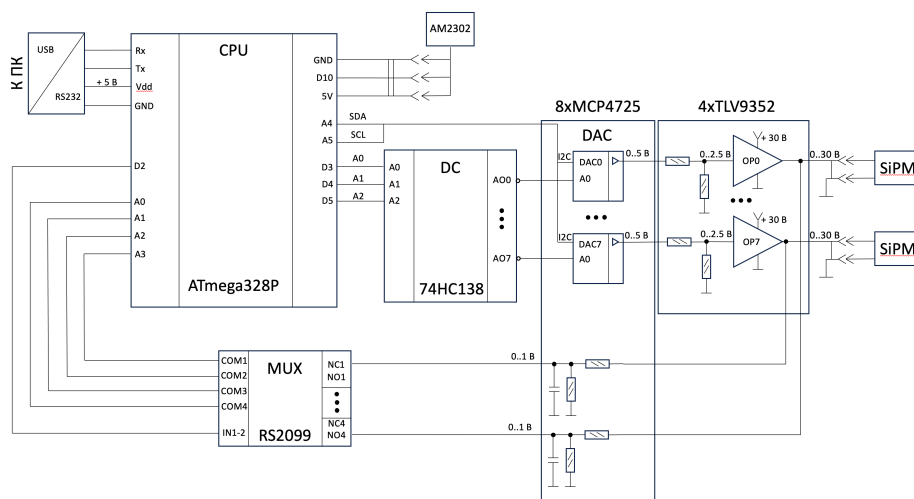 К ПК
USB
RS232
+ 5 В
Rx
Tx
Vdd
GND
D2
A0
A1
A2
A3
CPU
ATmega328P
GND
D10
5V
A4
A5
D3
D4
D5
AM2302
SDA
SCL
A0
A1
A2
A0
A1
A2
DC
74HC138
AO0
AO7
8xMCP4725
DAC
I2C
DAC0
A0
0..5 В
I2C
DAC7
A0
0..5 В
4xTLV9352
+ 30 В
0..2.5 В
OP0
0..30 В
+ 30 В
0..2.5 В
OP7
0..30 В
SiPM
SiPM
COM1
COM2
COM3
COM4
IN1-2
MUX
RS2099
NC1
NO1
NC4
NO4
0..1 В
0..1 В